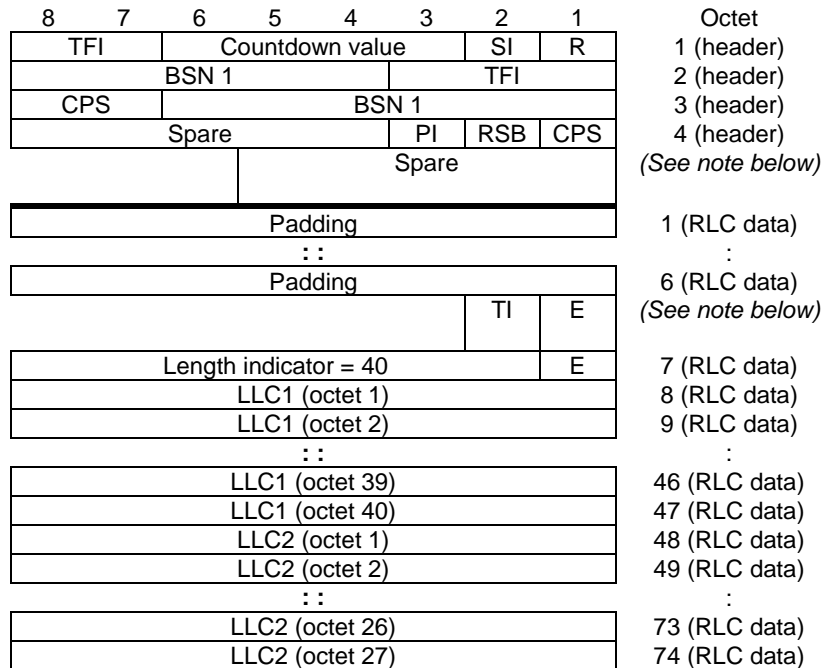 8 7 6 5 4 3 2 1 Octet
TFI Countdown value SI R 1 (header)
BSN 1 TFI 2 (header)
CPS BSN 1 3 (header)
Spare PI RSB CPS 4 (header)
Spare (See note below)
Padding 1 (RLC data)
: : :
Padding 6 (RLC data)
TI E (See note below)
Length indicator = 40 E 7 (RLC data)
LLC1 (octet 1) 8 (RLC data)
LLC1 (octet 2) 9 (RLC data)
: : :
LLC1 (octet 39) 46 (RLC data)
LLC1 (octet 40) 47 (RLC data)
LLC2 (octet 1) 48 (RLC data)
LLC2 (octet 2) 49 (RLC data)
: : :
LLC2 (octet 26) 73 (RLC data)
LLC2 (octet 27) 74 (RLC data)